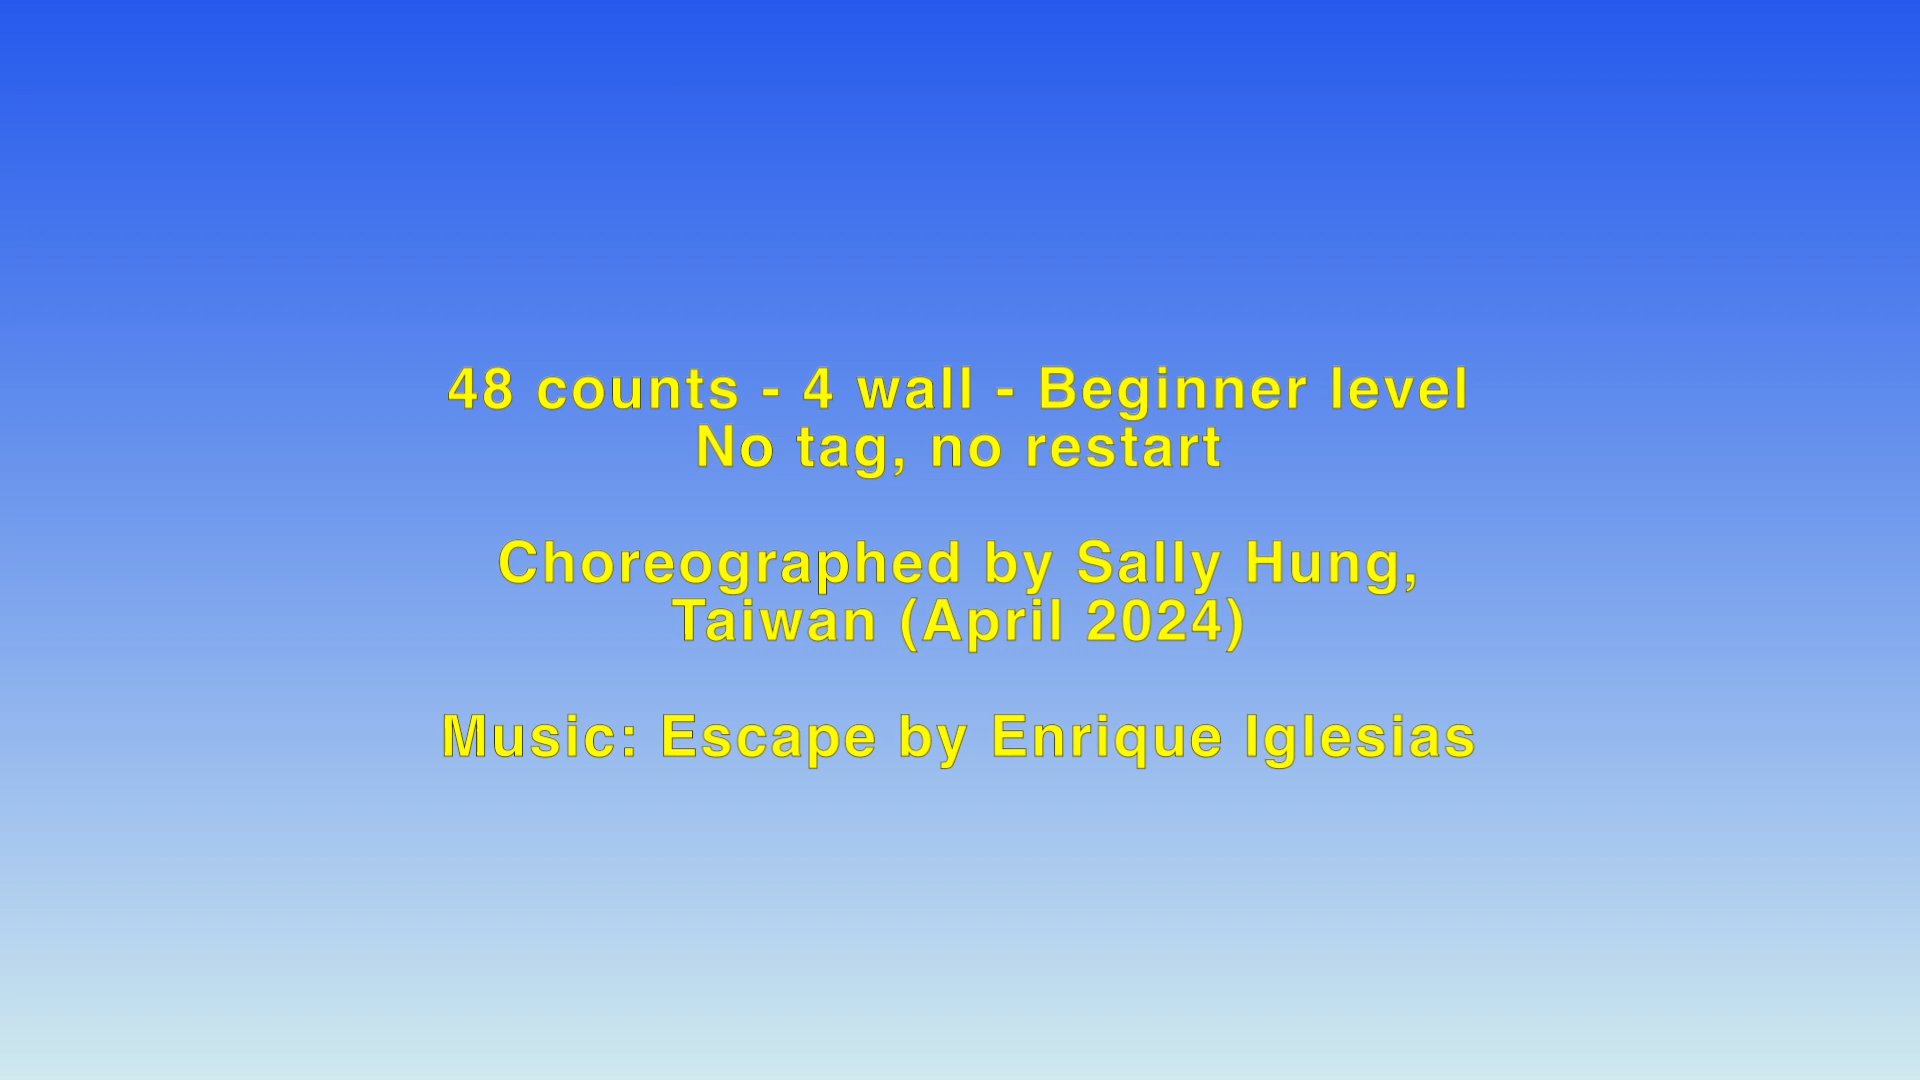 48 counts - 4 wall - Beginner level
No tag, no restart
Choreographed by Sally Hung,
Taiwan (April 2024)
Music: Escape by Enrique Iglesias